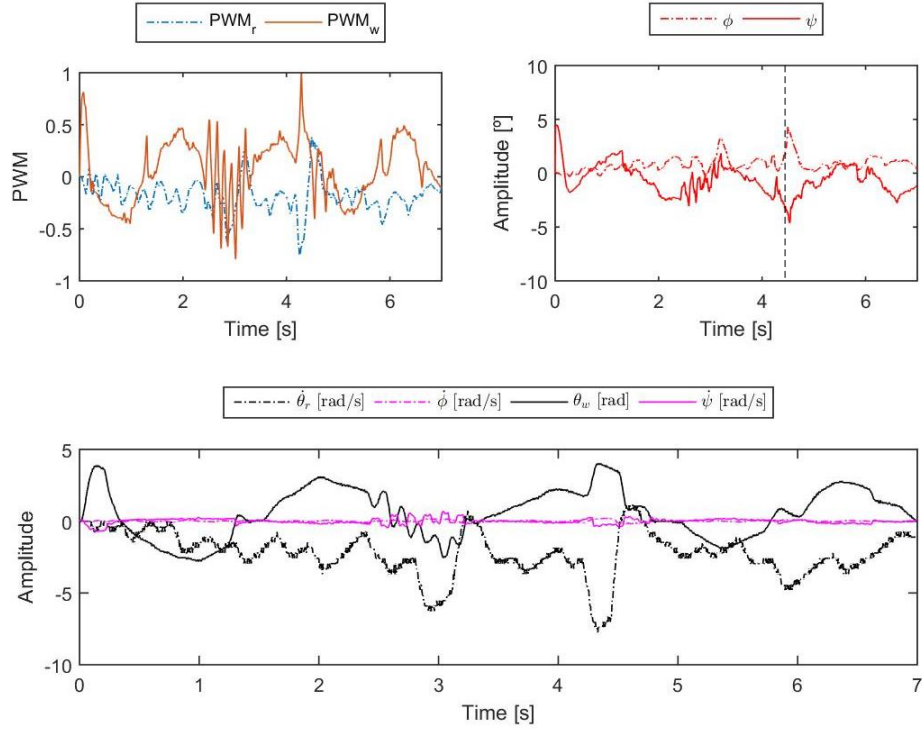 PWM_r PWM_w
1
0.5
0
-0.5
-1
PWM
0 2 4 6
Time [s]
ϕ ψ
10
5
0
-5
-10
Amplitude [º]
0 2 4 6
Time [s]
θ̇_r [rad/s] ϕ̇ [rad/s] θ_w [rad] ψ̇ [rad/s]
5
0
-5
-10
Amplitude
0 1 2 3 4 5 6 7
Time [s]